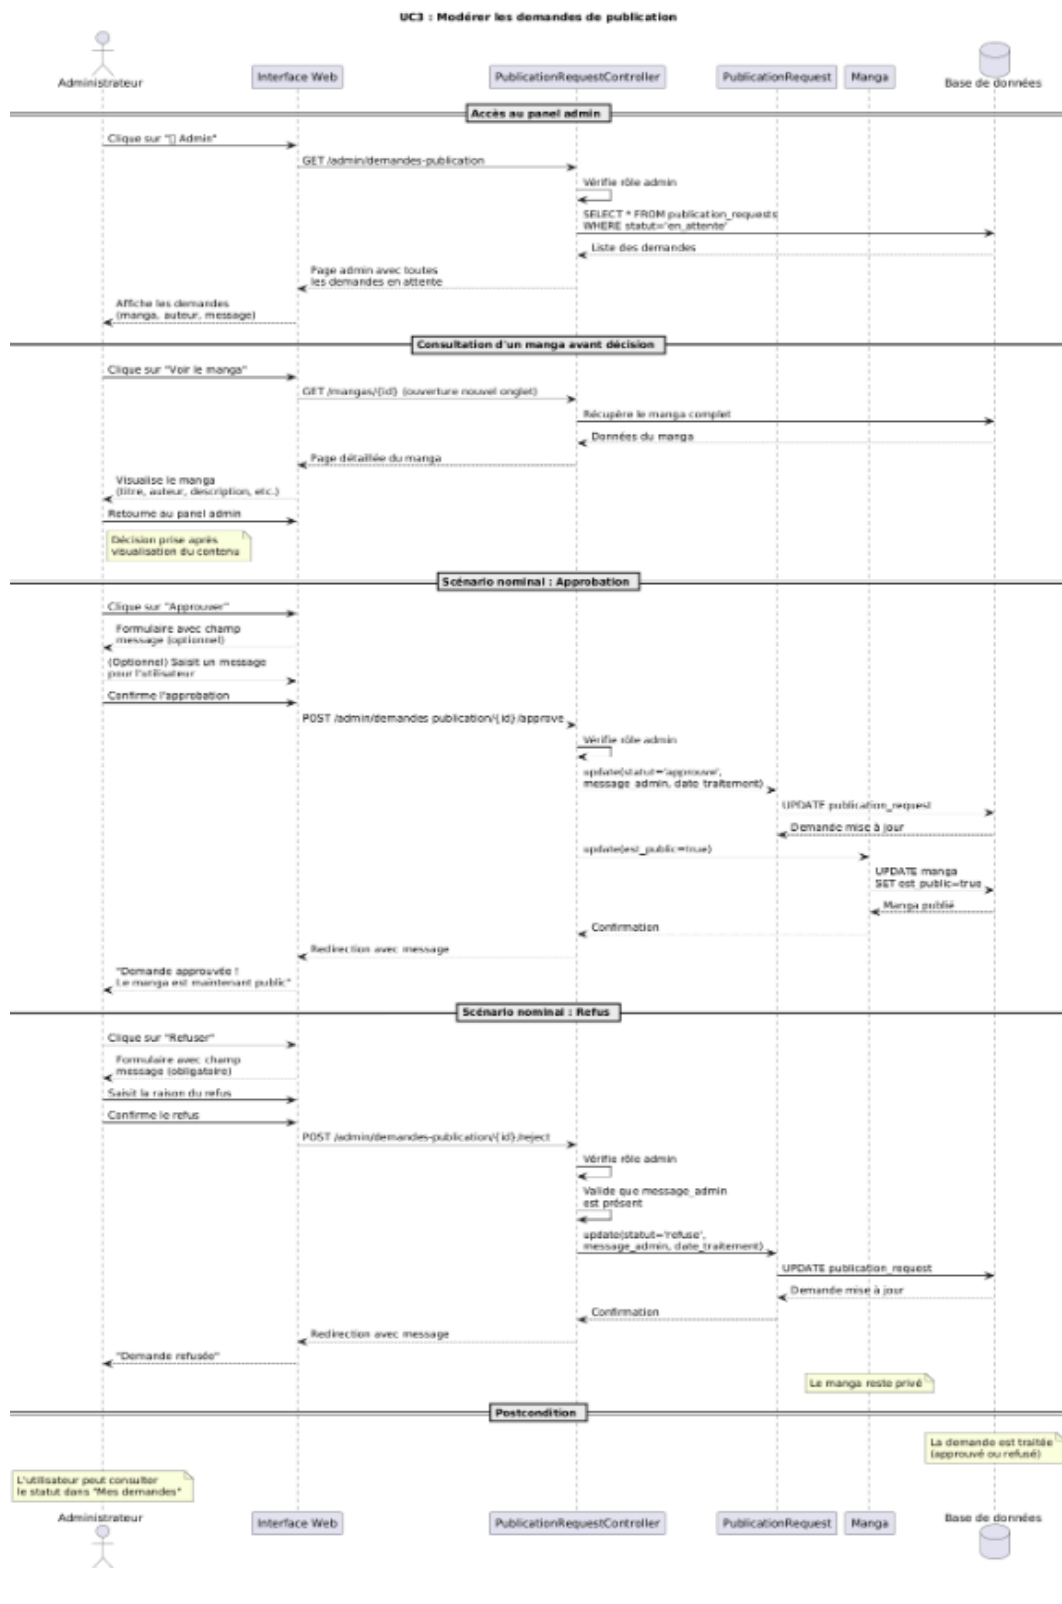 UC3 : Modérer les demandes de publication
Administrateur
Interface Web
PublicationRequestController
PublicationRequest
Manga
Base de données
Accès au panel admin
Clique sur "▯ Admin"
GET /admin/demandes-publication
Vérifie rôle admin
SELECT * FROM publication_requests
WHERE statut='en_attente'
Liste des demandes
Page admin avec toutes
les demandes en attente
Affiche les demandes
(manga, auteur, message)
Consultation d'un manga avant décision
Clique sur "Voir le manga"
GET /mangas/{id} (ouverture nouvel onglet)
Récupère le manga complet
Données du manga
Page détaillée du manga
Visualise le manga
(titre, auteur, description, etc.)
Retourne au panel admin
Décision prise après
visualisation du contenu
Scénario nominal : Approbation
Clique sur "Approuver"
Formulaire avec champ
message (optionnel)
(Optionnel) Saisit un message
pour l'utilisateur
Confirme l'approbation
POST /admin/demandes-publication/{id}/approve
Vérifie rôle admin
update(statut='approuve',
message_admin, date_traitement)
UPDATE publication_request
Demande mise à jour
update(est_public=true)
UPDATE manga
SET est_public=true
Manga publié
Confirmation
Redirection avec message
"Demande approuvée !
Le manga est maintenant public"
Scénario nominal : Refus
Clique sur "Refuser"
Formulaire avec champ
message (obligatoire)
Saisit la raison du refus
Confirme le refus
POST /admin/demandes-publication/{id}/reject
Vérifie rôle admin
Valide que message_admin
est présent
update(statut='refuse',
message_admin, date_traitement)
UPDATE publication_request
Demande mise à jour
Confirmation
Redirection avec message
"Demande refusée"
Le manga reste privé
Postcondition
La demande est traitée
(approuvé ou refusé)
L'utilisateur peut consulter
le statut dans "Mes demandes"
Administrateur
Interface Web
PublicationRequestController
PublicationRequest
Manga
Base de données